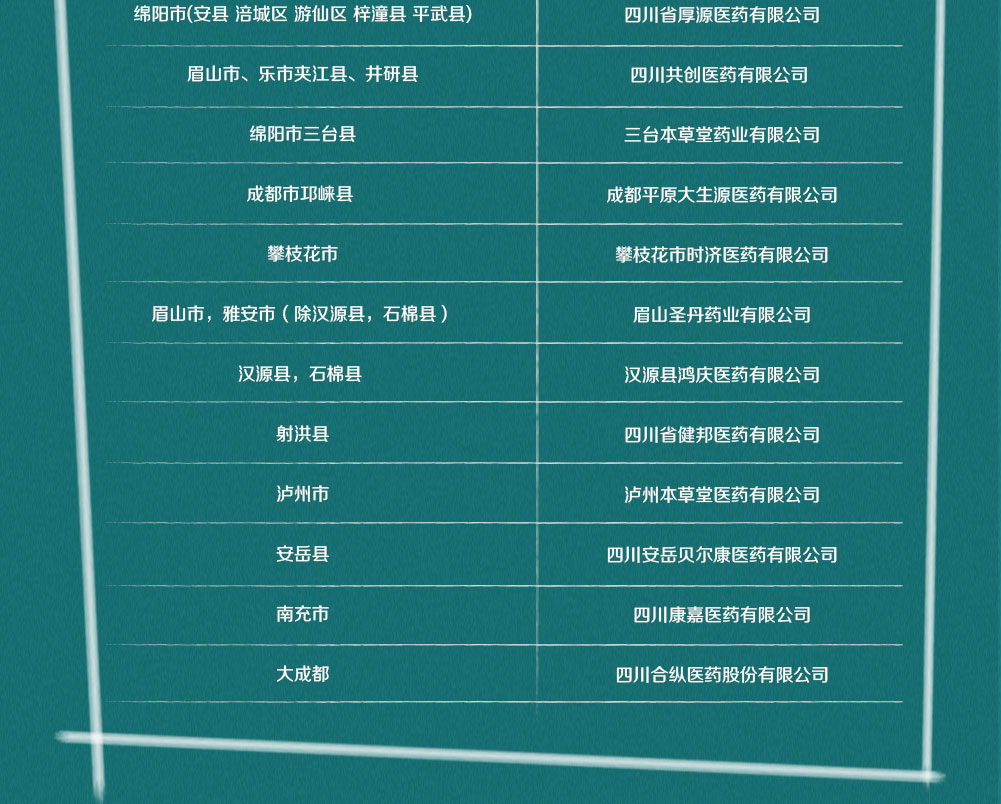 绵阳市(安县 涪城区 游仙区 梓潼县 平武县) 四川省厚源医药有限公司
眉山市、乐市夹江县、井研县 四川共创医药有限公司
绵阳市三台县 三台本草堂药业有限公司
成都市邛崃县 成都平原大生源医药有限公司
攀枝花市 攀枝花市时济医药有限公司
眉山市，雅安市（除汉源县，石棉县） 眉山圣丹药业有限公司
汉源县，石棉县 汉源县鸿庆医药有限公司
射洪县 四川省健邦医药有限公司
泸州市 泸州本草堂医药有限公司
安岳县 四川安岳贝尔康医药有限公司
南充市 四川康嘉医药有限公司
大成都 四川合纵医药股份有限公司